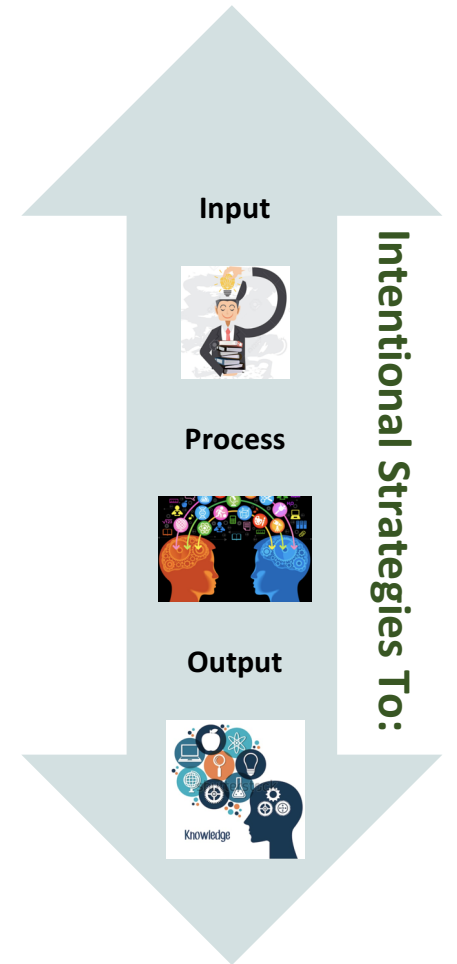 Input
Intentional Strategies To:
Process
Output
Knowledge